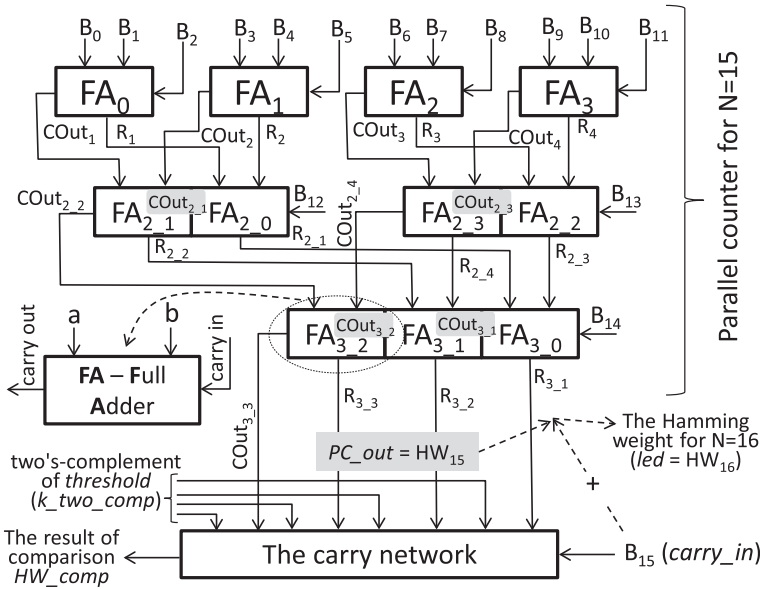 B0 B1 B2 B3 B4 B5 B6 B7 B8 B9 B10 B11
FA0 FA1 FA2 FA3
COut1 R1 COut2 R2 COut3 R3 COut4 R4
COut2_2 FA2_1 COut2_1 FA2_0 B12 COut2_4 FA2_3 COut2_3 FA2_2 B13
R2_2 R2_1 R2_4 R2_3
FA3_2 COut3_2 FA3_1 COut3_1 FA3_0 B14
Parallel counter for N=15
carry out a b carry in
FA – Full
Adder
COut3_3 R3_3 R3_2 R3_1
PC_out = HW15
The Hamming
weight for N=16
(led = HW16)
+
two's-complement
of threshold
(k_two_comp)
The result of
comparison
HW_comp
The carry network
B15 (carry_in)